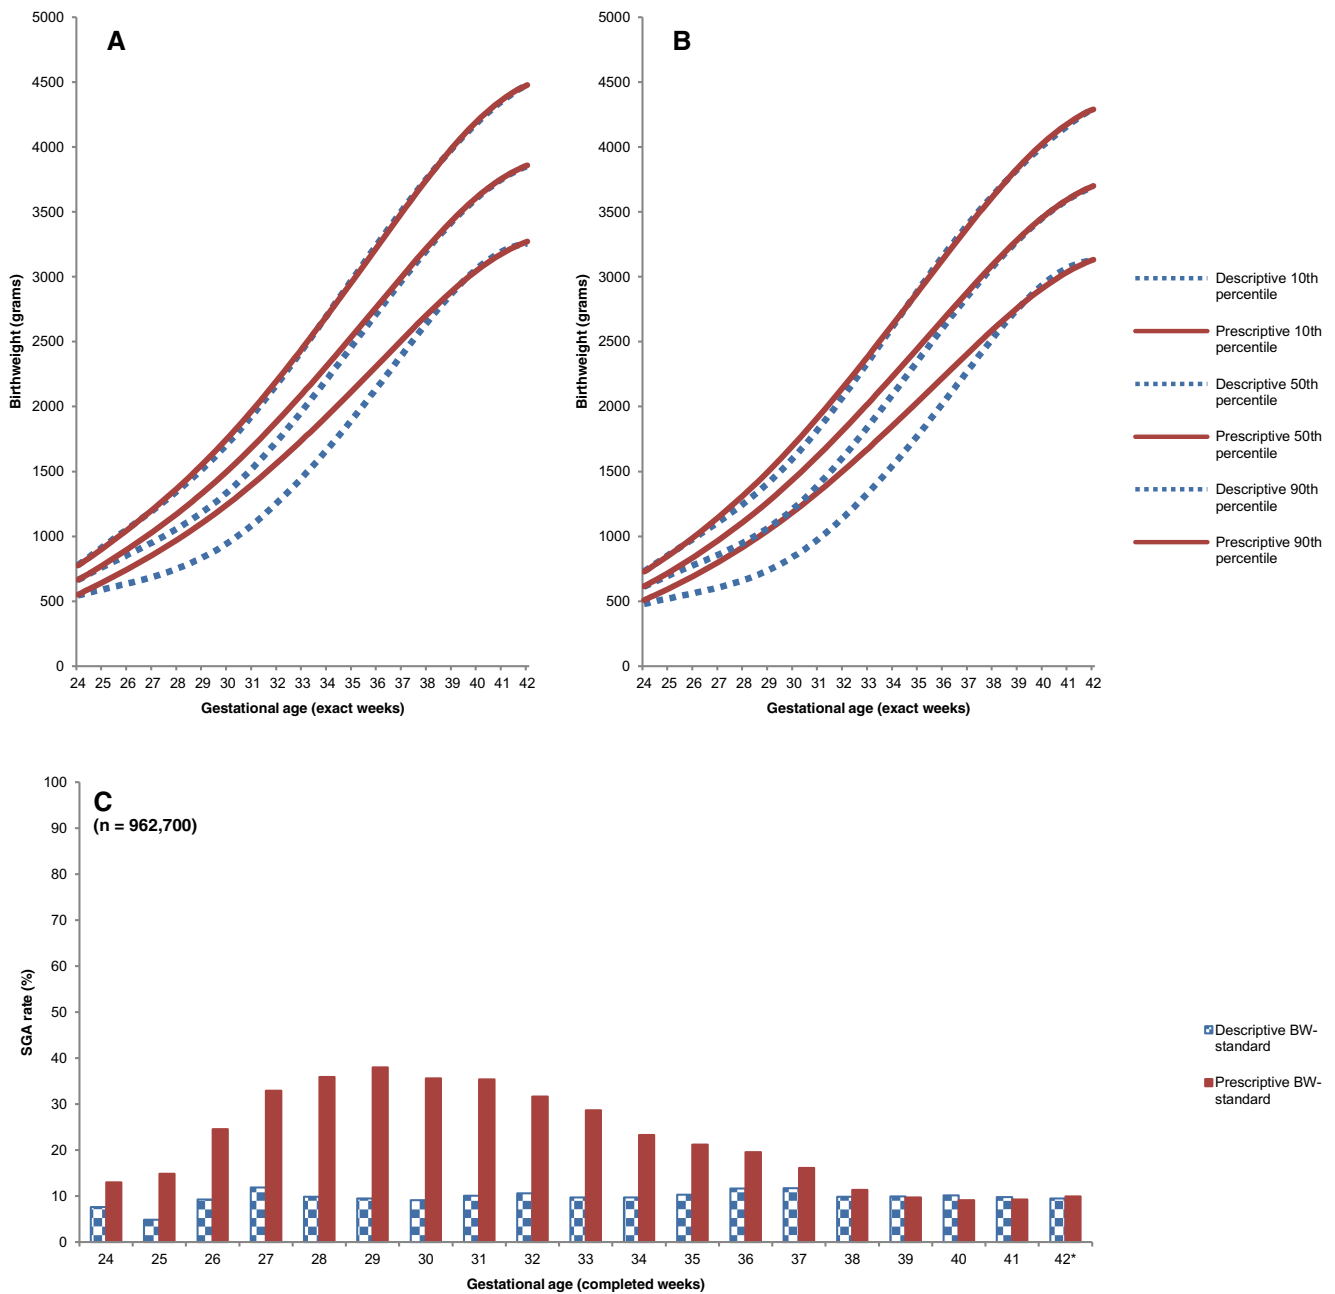 A
5000
4500
4000
3500
3000
2500
2000
1500
1000
500
0
Birthweight (grams)
24 25 26 27 28 29 30 31 32 33 34 35 36 37 38 39 40 41 42
Gestational age (exact weeks)
B
5000
4500
4000
3500
3000
2500
2000
1500
1000
500
0
Birthweight (grams)
24 25 26 27 28 29 30 31 32 33 34 35 36 37 38 39 40 41 42
Gestational age (exact weeks)
Descriptive 10th
percentile
Prescriptive 10th
percentile
Descriptive 50th
percentile
Prescriptive 50th
percentile
Descriptive 90th
percentile
Prescriptive 90th
percentile
C
(n = 962,700)
100
90
80
70
60
50
40
30
20
10
0
SGA rate (%)
24 25 26 27 28 29 30 31 32 33 34 35 36 37 38 39 40 41 42*
Gestational age (completed weeks)
Descriptive BW-
standard
Prescriptive BW-
standard